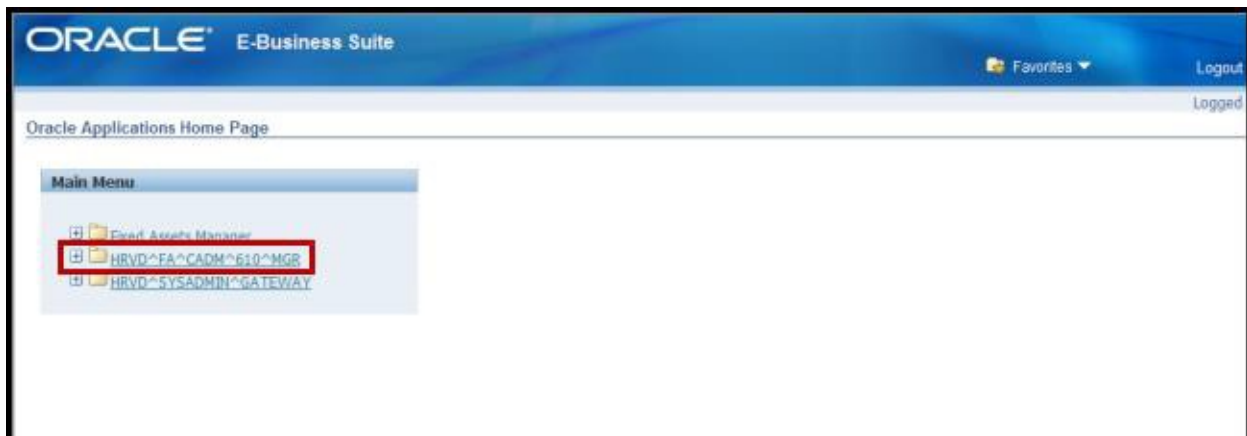 ORACLE® E-Business Suite
Favorites Logout
Logged
Oracle Applications Home Page
Main Menu
Fixed Assets Manager
HRVD^FA^CADM^610^MGR
HRVD^SYSADMIN^GATEWAY